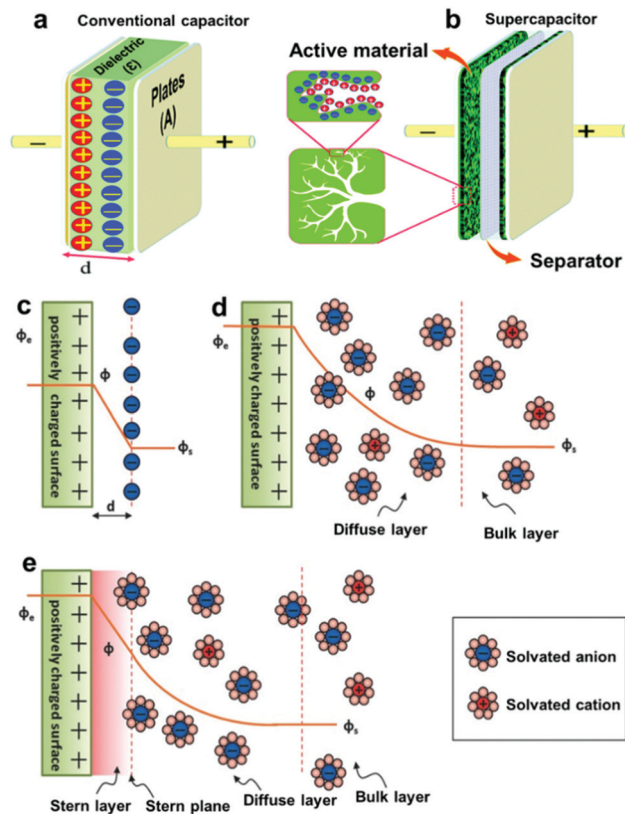 a
Conventional capacitor
Dielectric
(ε)
Plates
(A)
−
+
d
b
Supercapacitor
Active material
−
+
Separator
c
ϕe
positively
charged surface
ϕ
ϕs
d
d
ϕe
positively
charged surface
ϕ
ϕs
Diffuse layer
Bulk layer
e
ϕe
positively
charged surface
ϕ
ϕs
Stern layer
Stern plane
Diffuse layer
Bulk layer
Solvated anion
Solvated cation